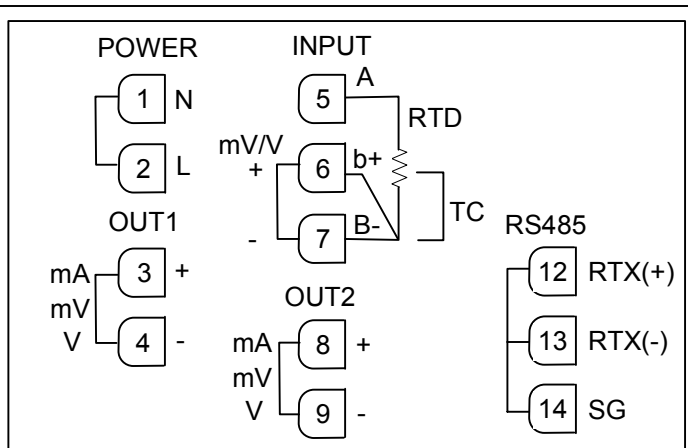 POWER
1 N
2 L
INPUT
5 A
RTD
mV/V
+ 6 b+
- 7 B-
TC
OUT1
mA 3 +
mV
V 4 -
OUT2
mA 8 +
mV
V 9 -
RS485
12 RTX(+)
13 RTX(-)
14 SG